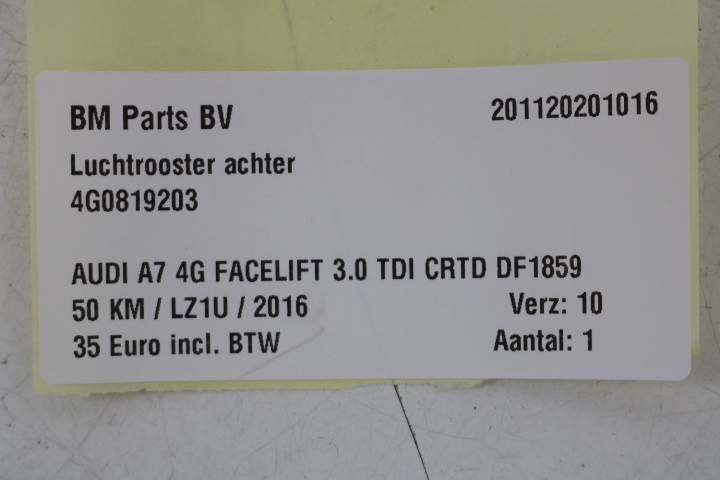 BM Parts BV 201120201016
Luchtrooster achter
4G0819203
AUDI A7 4G FACELIFT 3.0 TDI CRTD DF1859
50 KM / LZ1U / 2016 Verz: 10
35 Euro incl. BTW Aantal: 1